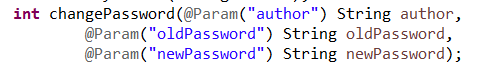 int changePassword(@Param("author") String author,
@Param("oldPassword") String oldPassword,
@Param("newPassword") String newPassword);